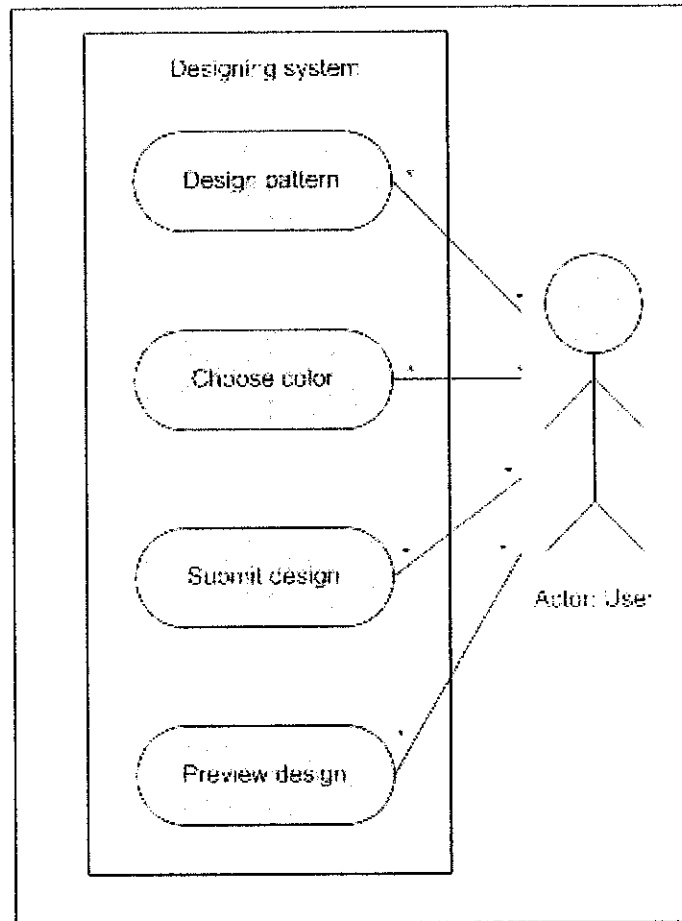 Designing system
Design pattern
Choose color
Submit design
Actor: User
Preview design